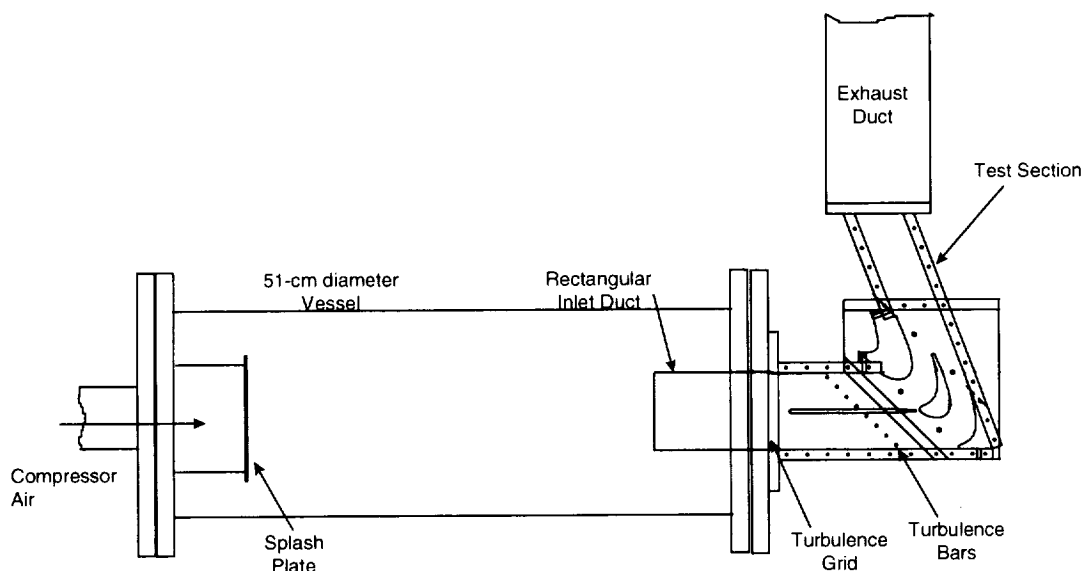 Exhaust
Duct
Test Section
51-cm diameter
Vessel
Rectangular
Inlet Duct
Compressor
Air
Splash
Plate
Turbulence
Grid
Turbulence
Bars